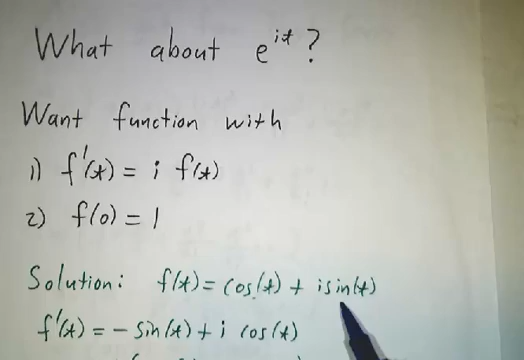 What about e^{it}?
Want function with
1) f'(t) = i f(t)
2) f(0) = 1
Solution: f(t) = cos(t) + i sin(t)
f'(t) = - sin(t) + i cos(t)